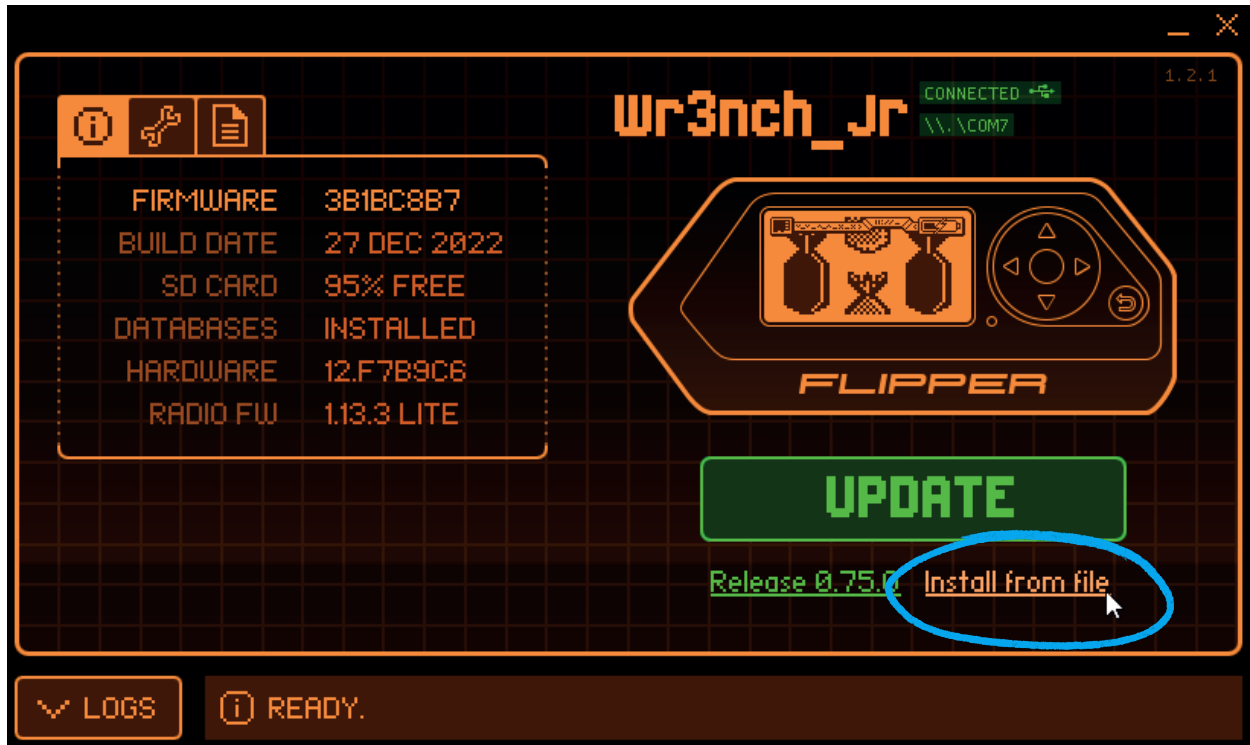 1.2.1
Wr3nch_Jr
CONNECTED
\\.\COM7
FIRMWARE 3B1BC8B7
BUILD DATE 27 DEC 2022
SD CARD 95% FREE
DATABASES INSTALLED
HARDWARE 12.F7B9C6
RADIO FW 1.13.3 LITE
FLIPPER
UPDATE
Release 0.75.0 Install from file
LOGS READY.